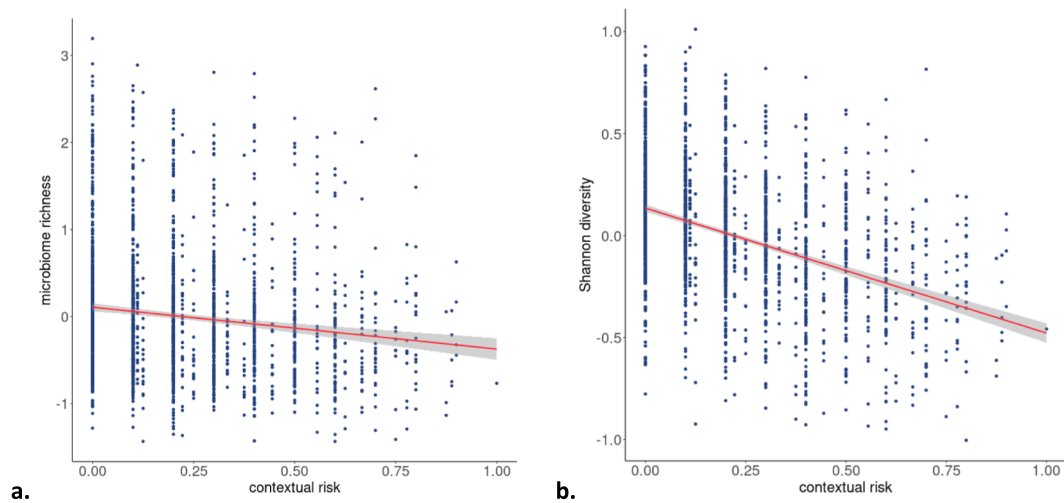 microbiome richness
3
2
1
0
-1
0.00 0.25 0.50 0.75 1.00
contextual risk
a.
Shannon diversity
1.0
0.5
0.0
-0.5
-1.0
0.00 0.25 0.50 0.75 1.00
contextual risk
b.